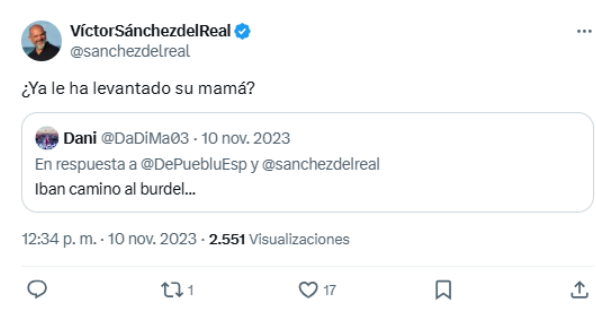 VíctorSánchezdelReal
@sanchezdelreal
¿Ya le ha levantado su mamá?
Dani @DaDiMa03 · 10 nov. 2023
En respuesta a @DePuebluEsp y @sanchezdelreal
Iban camino al burdel...
12:34 p. m. · 10 nov. 2023 · 2.551 Visualizaciones
1 17